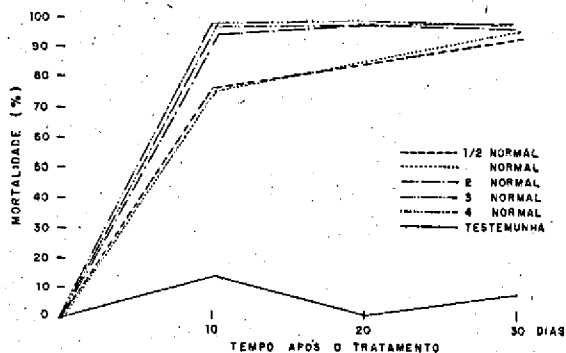 MORTALIDADE (%)
100
90
80
70
60
50
40
30
20
10
0
1/2 NORMAL
NORMAL
2 NORMAL
3 NORMAL
4 NORMAL
TESTEMUNHA
10
20
30 DIAS
TEMPO APÓS O TRATAMENTO